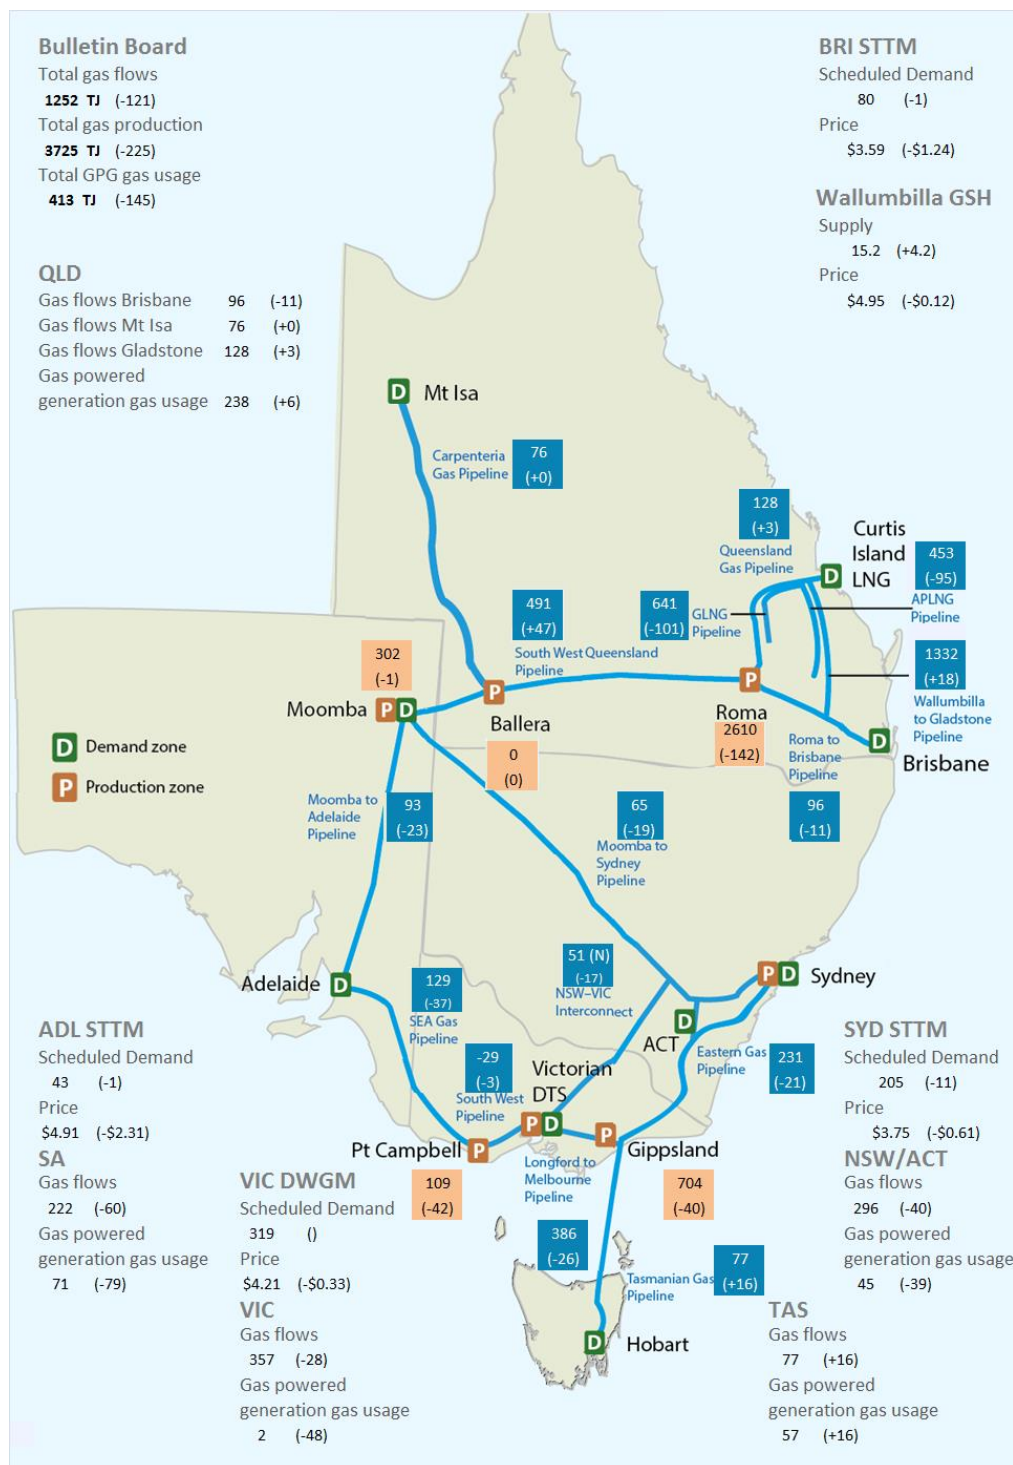 Bulletin Board
Total gas flows
1252 TJ (-121)
Total gas production
3725 TJ (-225)
Total GPG gas usage
413 TJ (-145)
BRI STTM
Scheduled Demand
80 (-1)
Price
$3.59 (-$1.24)
Wallumbilla GSH
Supply
15.2 (+4.2)
Price
$4.95 (-$0.12)
QLD
Gas flows Brisbane 96 (-11)
Gas flows Mt Isa 76 (+0)
Gas flows Gladstone 128 (+3)
Gas powered
generation gas usage 238 (+6)
D Mt Isa
Carpenteria
Gas Pipeline
76
(+0)
128
(+3)
Queensland
Gas Pipeline
Curtis
Island
D LNG
453
(-95)
APLNG
Pipeline
491
(+47)
South West Queensland
Pipeline
641
(-101)
GLNG
Pipeline
1332
(+18)
Wallumbilla
to Gladstone
Pipeline
302
(-1)
Moomba P D
P
Ballera
0
(0)
P
Roma
2610
(-142)
Roma to
Brisbane
Pipeline
D
Brisbane
96
(-11)
D Demand zone
P Production zone
Moomba to
Adelaide
Pipeline
93
(-23)
65
(-19)
Moomba to
Sydney
Pipeline
51 (N)
(-17)
NSW–VIC
Interconnect
P D Sydney
Adelaide D
129
(-37)
SEA Gas
Pipeline
D
ACT
Eastern Gas
Pipeline
231
(-21)
-29
(-3)
South West
Pipeline
Victorian
DTS
P D
P
Gippsland
704
(-40)
Pt Campbell P
109
(-42)
Longford to
Melbourne
Pipeline
386
(-26)
77
(+16)
Tasmanian Gas
Pipeline
D Hobart
ADL STTM
Scheduled Demand
43 (-1)
Price
$4.91 (-$2.31)
SA
Gas flows
222 (-60)
Gas powered
generation gas usage
71 (-79)
VIC DWGM
Scheduled Demand
319 ()
Price
$4.21 (-$0.33)
VIC
Gas flows
357 (-28)
Gas powered
generation gas usage
2 (-48)
SYD STTM
Scheduled Demand
205 (-11)
Price
$3.75 (-$0.61)
NSW/ACT
Gas flows
296 (-40)
Gas powered
generation gas usage
45 (-39)
TAS
Gas flows
77 (+16)
Gas powered
generation gas usage
57 (+16)